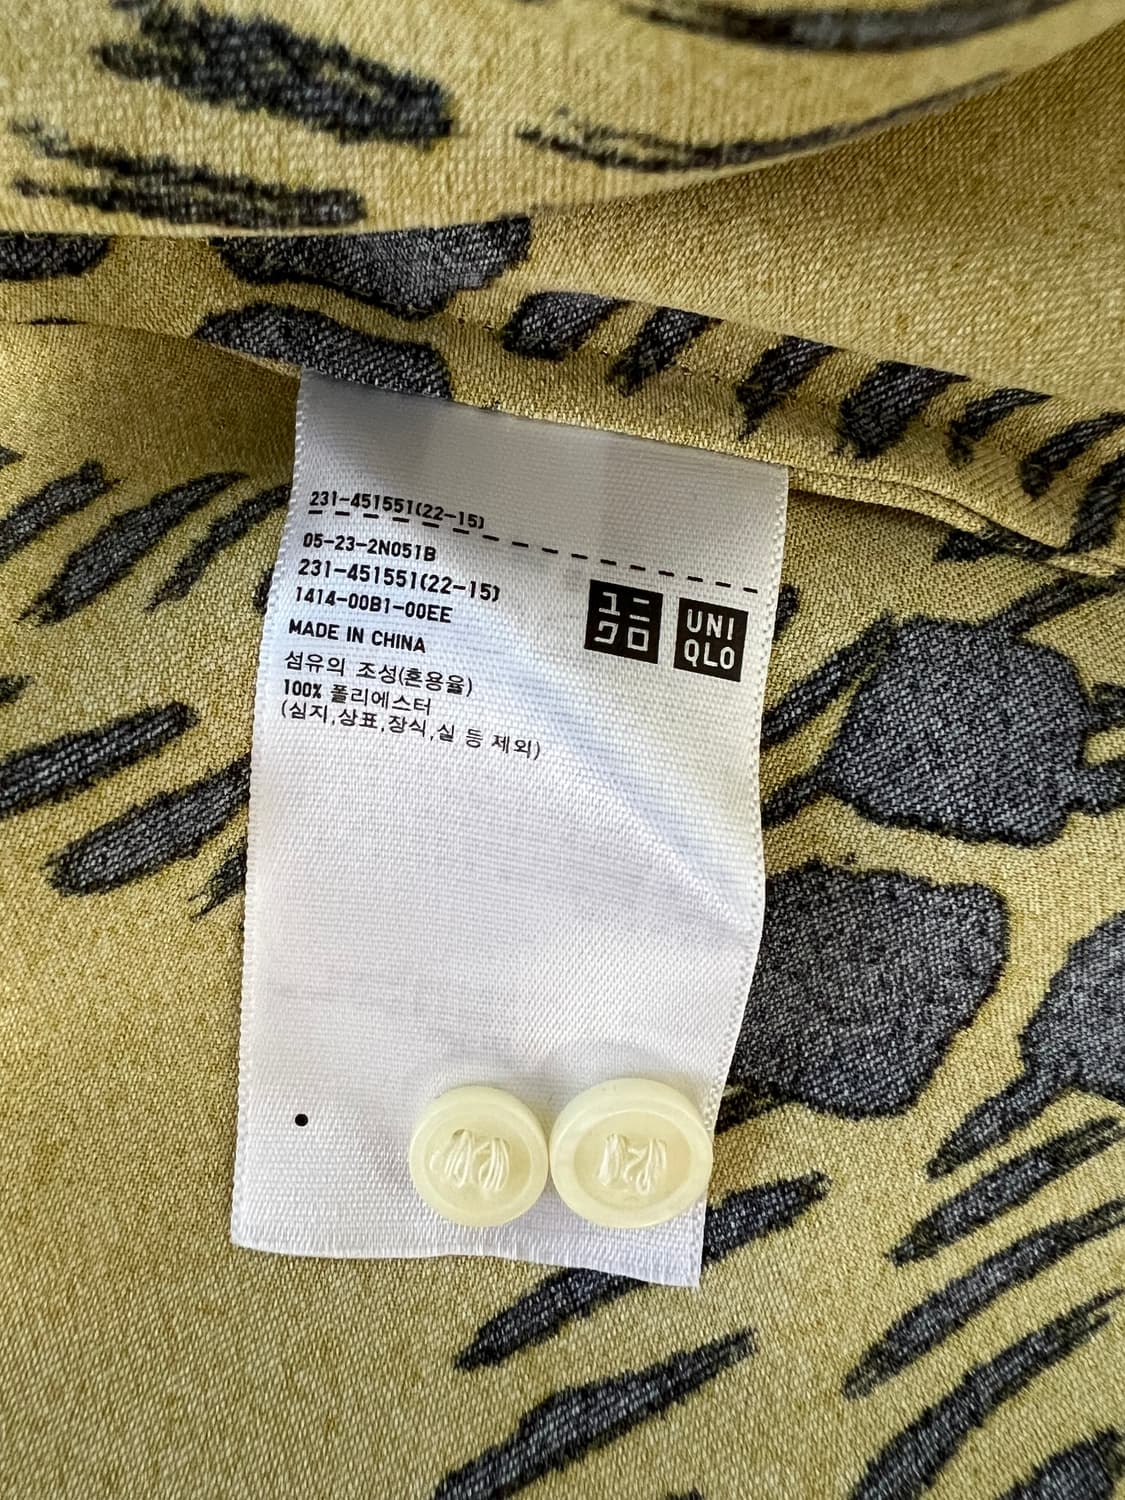 231-451551(22-15)
05-23-2N051B
231-451551(22-15)
1414-00B1-00EE
MADE IN CHINA
섬유의 조성(혼용율)
100% 폴리에스터
(심지,상표,장식,실 등 제외)
ユニ
クロ
UNI
QLO